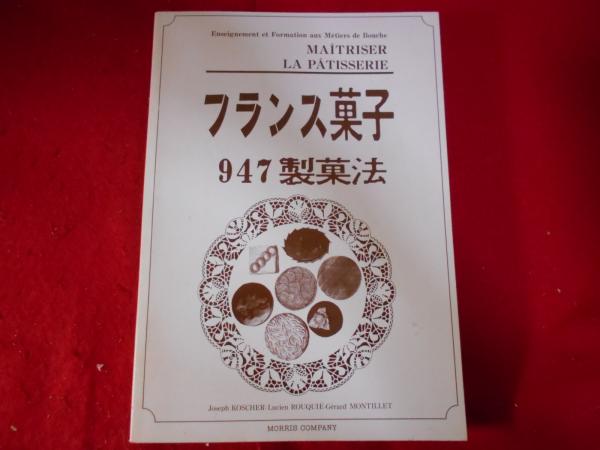 Enseignement et Formation aux Métiers de Bouche
MAÎTRISER
LA PÂTISSERIE
フランス菓子
947製菓法
Joseph KOSCHER-Lucien ROUQUIÉ-Gérard MONTILLET
MORRIS COMPANY